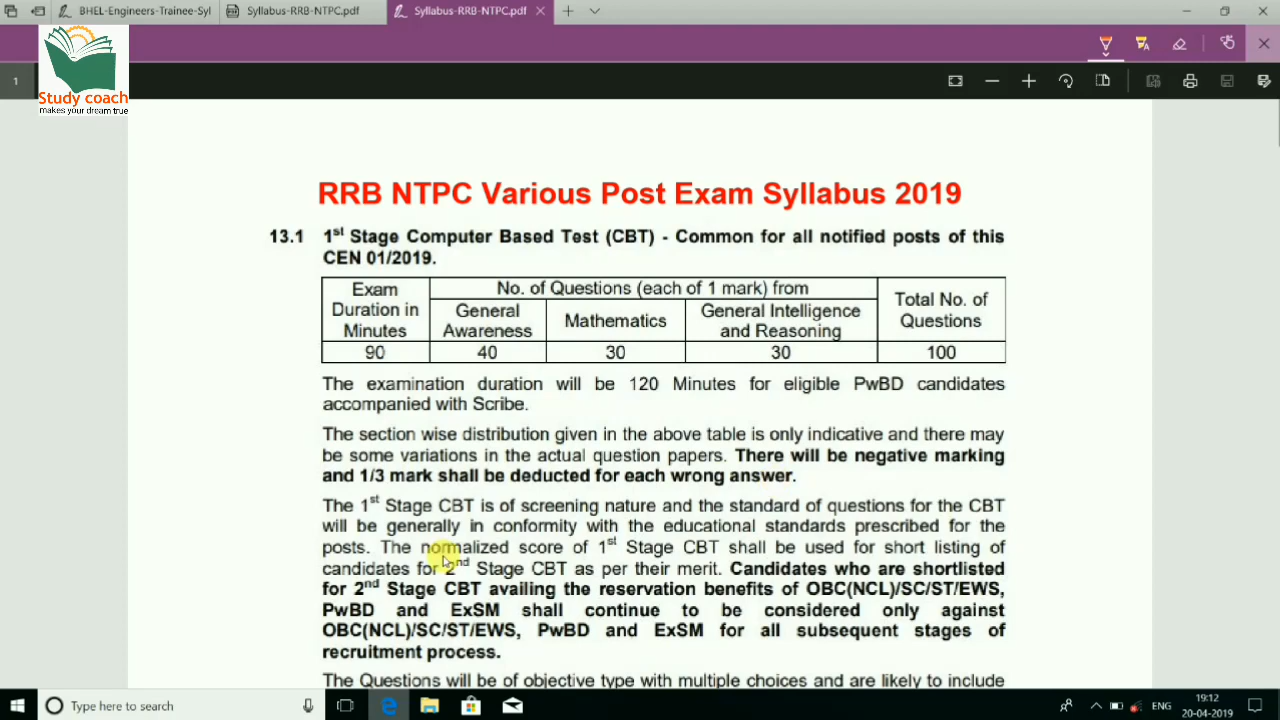 BHEL-Engineers-Trainee-Syl
Syllabus-RRB-NTPC.pdf
Syllabus-RRB-NTPC.pdf
1
Study coach
makes your dream true
RRB NTPC Various Post Exam Syllabus 2019
13.1 1st Stage Computer Based Test (CBT) - Common for all notified posts of this
CEN 01/2019.
Exam Duration in Minutes
No. of Questions (each of 1 mark) from
General Awareness
Mathematics
General Intelligence and Reasoning
Total No. of Questions
90 40 30 30 100
The examination duration will be 120 Minutes for eligible PwBD candidates
accompanied with Scribe.
The section wise distribution given in the above table is only indicative and there may
be some variations in the actual question papers. There will be negative marking
and 1/3 mark shall be deducted for each wrong answer.
The 1st Stage CBT is of screening nature and the standard of questions for the CBT
will be generally in conformity with the educational standards prescribed for the
posts. The normalized score of 1st Stage CBT shall be used for short listing of
candidates for 2nd Stage CBT as per their merit. Candidates who are shortlisted
for 2nd Stage CBT availing the reservation benefits of OBC(NCL)/SC/ST/EWS,
PwBD and ExSM shall continue to be considered only against
OBC(NCL)/SC/ST/EWS, PwBD and ExSM for all subsequent stages of
recruitment process.
The Questions will be of objective type with multiple choices and are likely to include
Type here to search
ENG
19:12
20-04-2019